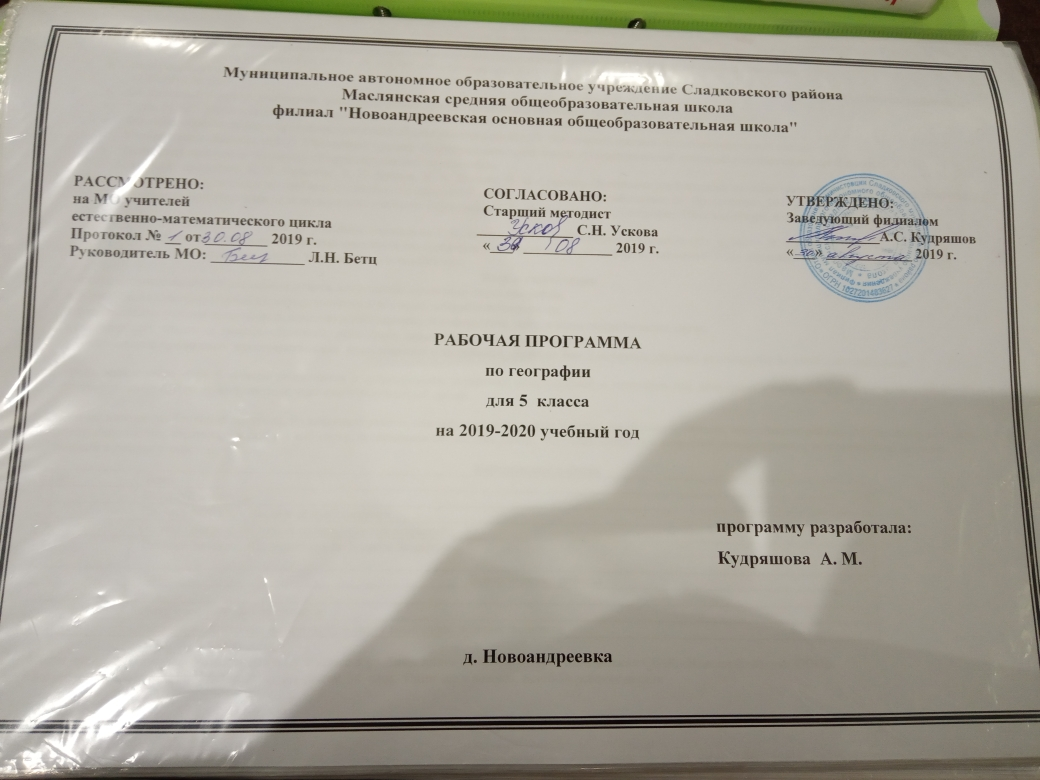 Муниципальное автономное образовательное учреждение Сладковского района
Маслянская средняя общеобразовательная школа
филиал "Новоандреевская основная общеобразовательная школа"
РАССМОТРЕНО:
на МО учителей
естественно-математического цикла
Протокол № 1 от 30.08 2019 г.
Руководитель МО: Л.Н. Бетц
СОГЛАСОВАНО:
Старший методист
С.Н. Ускова
« 08 2019 г.
УТВЕРЖДЕНО:
Заведующий филиалом
А.С. Кудряшов
«30» августа 2019 г.
РАБОЧАЯ ПРОГРАММА
по географии
для 5 класса
на 2019-2020 учебный год
программу разработала:
Кудряшова А. М.
д. Новоандреевка